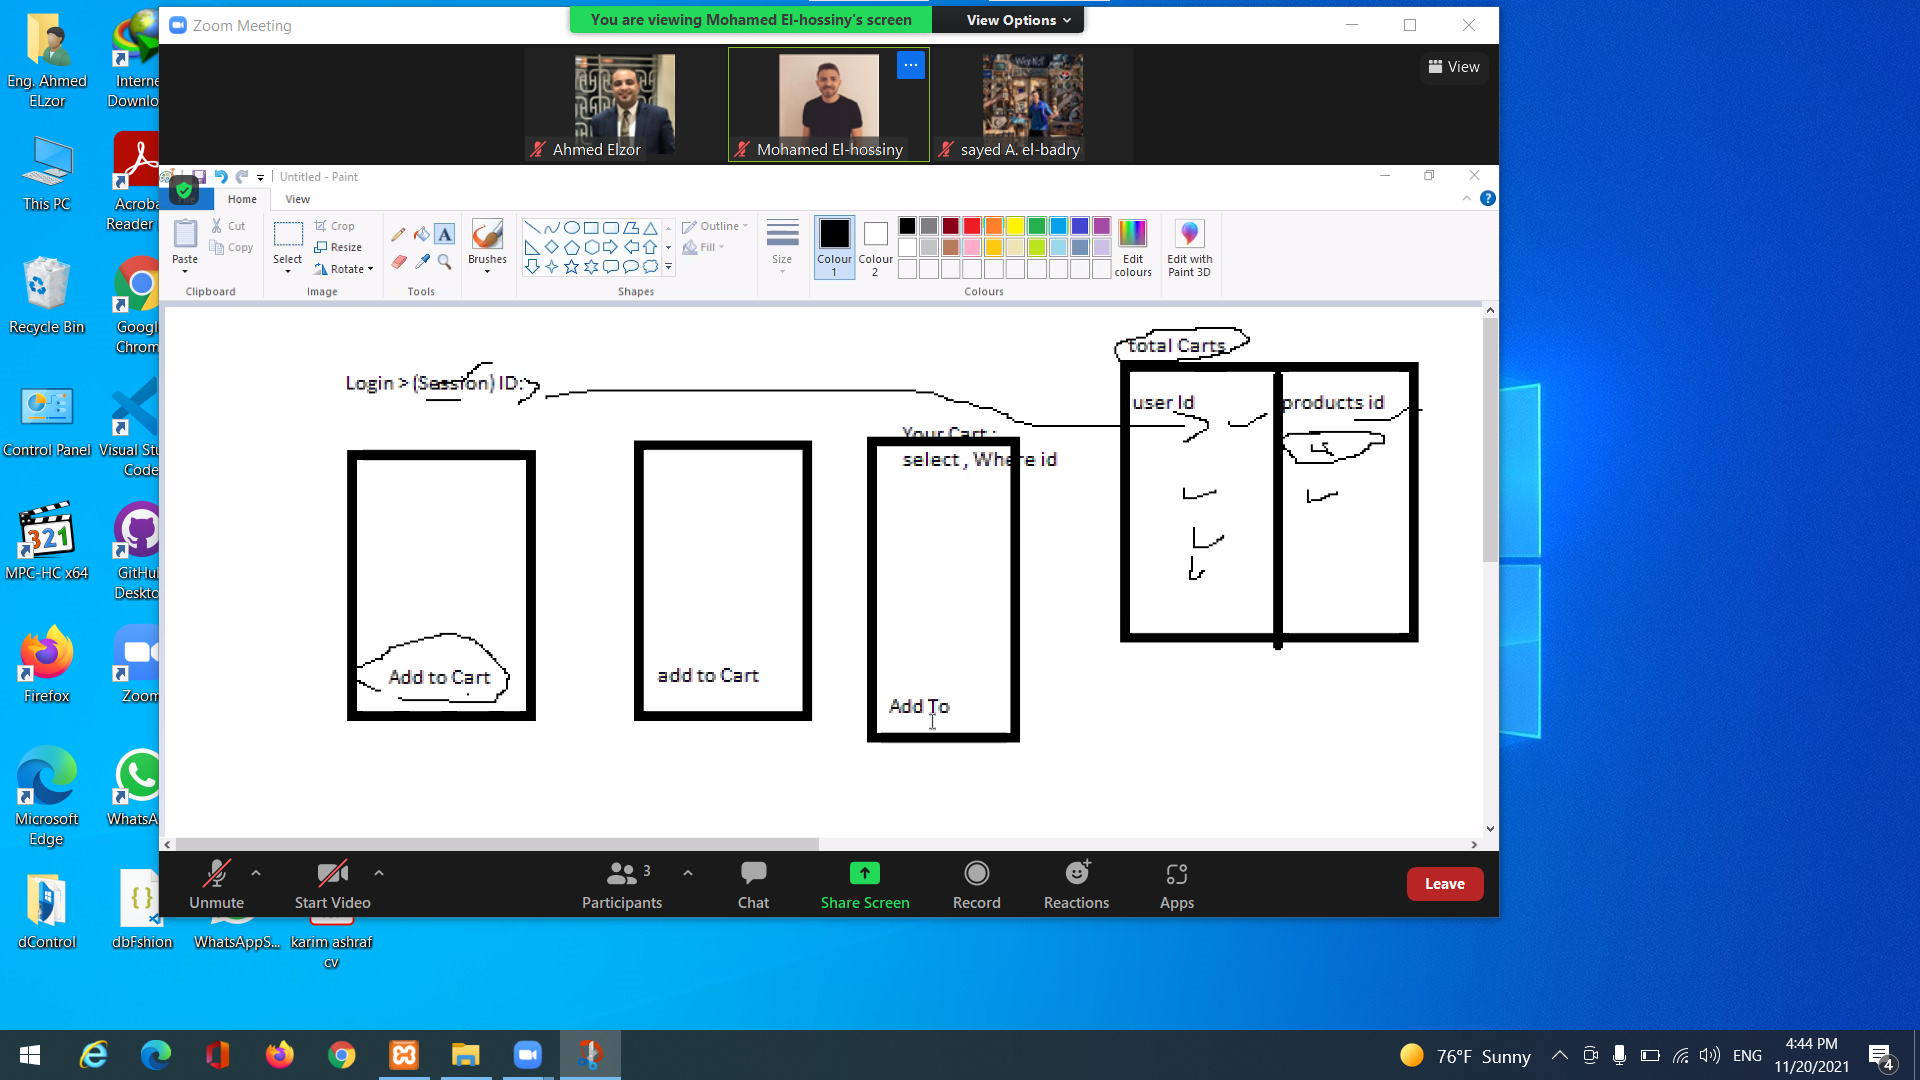 Eng. Ahmed
ELzor
This PC
Recycle Bin
Control Panel
MPC-HC x64
Firefox
Microsoft
Edge
dControl
Interne
Downlo
Acroba
Reader
Googl
Chrom
Visual Stu
Code
GitHu
Deskto
Zoom
WhatsA
dbFshion
WhatsAppS...
karim ashraf
cv
Zoom Meeting
You are viewing Mohamed El-hossiny's screen
View Options
View
Ahmed Elzor
Mohamed El-hossiny
sayed A. el-badry
Untitled - Paint
Home
View
Paste
Cut
Copy
Clipboard
Select
Crop
Resize
Rotate
Image
A
Tools
Brushes
Shapes
Outline
Fill
Size
Colour
1
Colour
2
Edit
colours
Edit with
Paint 3D
Colours
Login > (Session) ID:
Your Cart :
select , Where id
Add to Cart
add to Cart
Add To
total Carts
user Id
products id
Unmute
Start Video
Participants
3
Chat
Share Screen
Record
Reactions
Apps
Leave
76°F Sunny
ENG
4:44 PM
11/20/2021
4